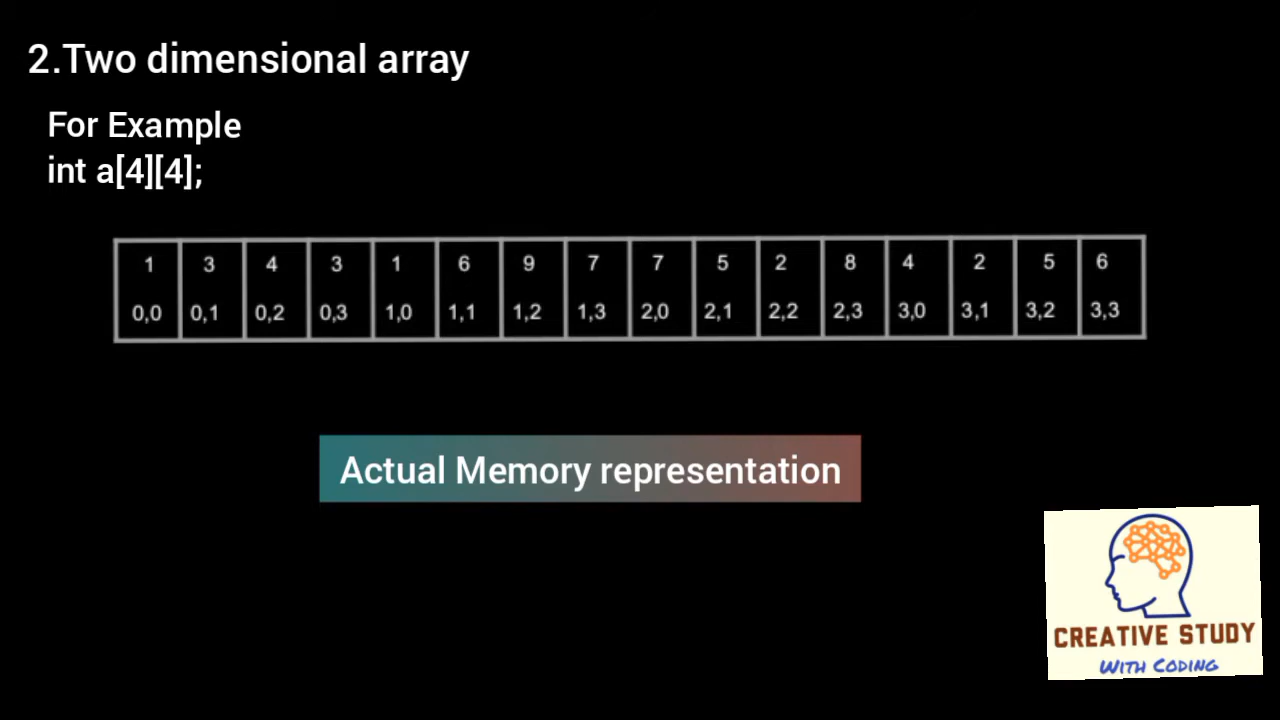 2.Two dimensional array
For Example
int a[4][4];
1 3 4 3 1 6 9 7 7 5 2 8 4 2 5 6
0,0 0,1 0,2 0,3 1,0 1,1 1,2 1,3 2,0 2,1 2,2 2,3 3,0 3,1 3,2 3,3
Actual Memory representation
CREATIVE STUDY
WITH CODING